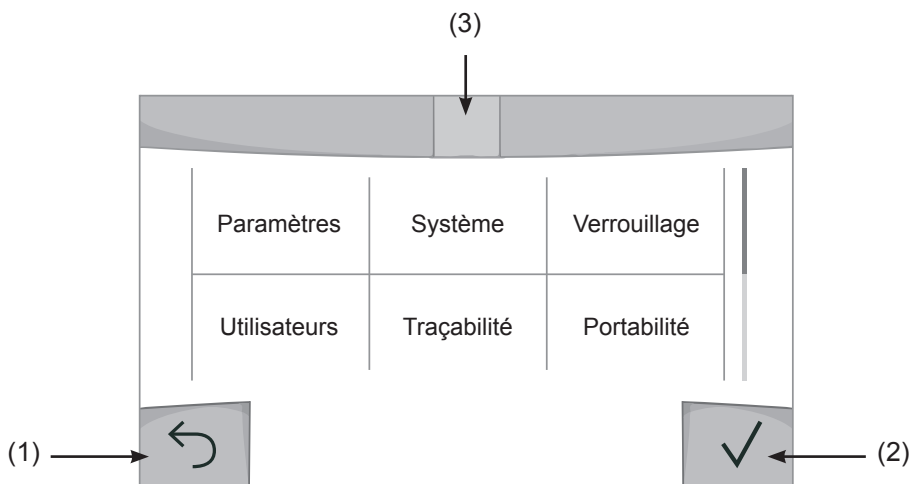 (3)
Paramètres Système Verrouillage
Utilisateurs Traçabilité Portabilité
(1) (2)